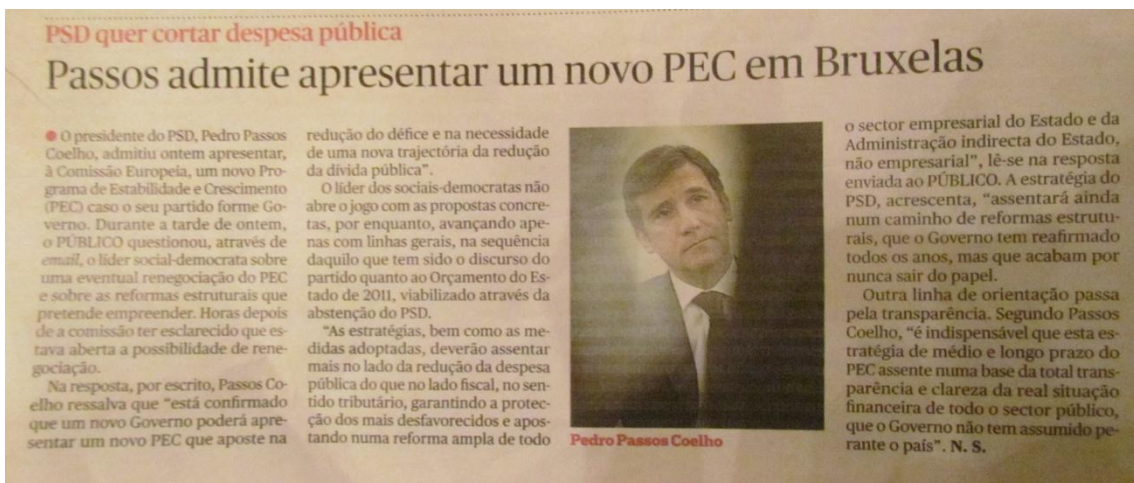 PSD quer cortar despesa pública
Passos admite apresentar um novo PEC em Bruxelas
● O presidente do PSD, Pedro Passos
Coelho, admitiu ontem apresentar,
à Comissão Europeia, um novo Pro-
grama de Estabilidade e Crescimento
(PEC) caso o seu partido forme Go-
verno. Durante a tarde de ontem,
o PÚBLICO questionou, através de
email, o líder social-democrata sobre
uma eventual renegociação do PEC
e sobre as reformas estruturais que
pretende empreender. Horas depois
de a comissão ter esclarecido que es-
tava aberta a possibilidade de rene-
gociação.
Na resposta, por escrito, Passos Co-
elho ressalva que “está confirmado
que um novo Governo poderá apre-
sentar um novo PEC que aposte na
redução do défice e na necessidade
de uma nova trajectória da redução
da dívida pública”.
O líder dos sociais-democratas não
abre o jogo com as propostas concre-
tas, por enquanto, avançando ape-
nas com linhas gerais, na sequência
daquilo que tem sido o discurso do
partido quanto ao Orçamento do Es-
tado de 2011, viabilizado através da
abstenção do PSD.
“As estratégias, bem como as me-
didas adoptadas, deverão assentar
mais no lado da redução da despesa
pública do que no lado fiscal, no sen-
tido tributário, garantindo a protec-
ção dos mais desfavorecidos e apos-
tando numa reforma ampla de todo
Pedro Passos Coelho
o sector empresarial do Estado e da
Administração indirecta do Estado,
não empresarial”, lê-se na resposta
enviada ao PÚBLICO. A estratégia do
PSD, acrescenta, “assentará ainda
num caminho de reformas estrutu-
rais, que o Governo tem reafirmado
todos os anos, mas que acabam por
nunca sair do papel.
Outra linha de orientação passa
pela transparência. Segundo Passos
Coelho, “é indispensável que esta es-
tratégia de médio e longo prazo do
PEC assente numa base da total trans-
parência e clareza da real situação
financeira de todo o sector público,
que o Governo não tem assumido pe-
rante o país”. N. S.